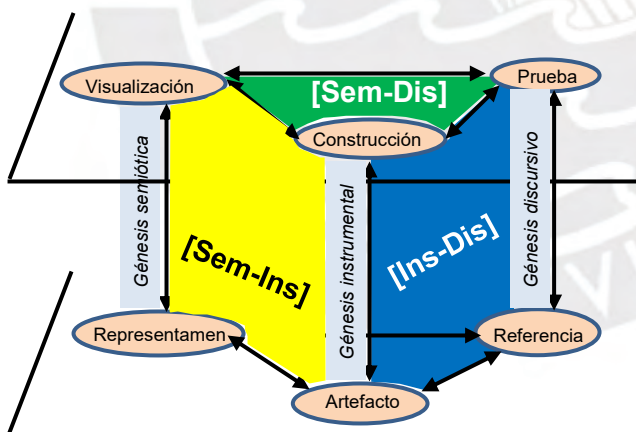 Visualización
Prueba
[Sem-Dis]
Construcción
Génesis semiótica
Génesis instrumental
Génesis discursivo
[Sem-Ins]
[Ins-Dis]
Representamen
Referencia
Artefacto